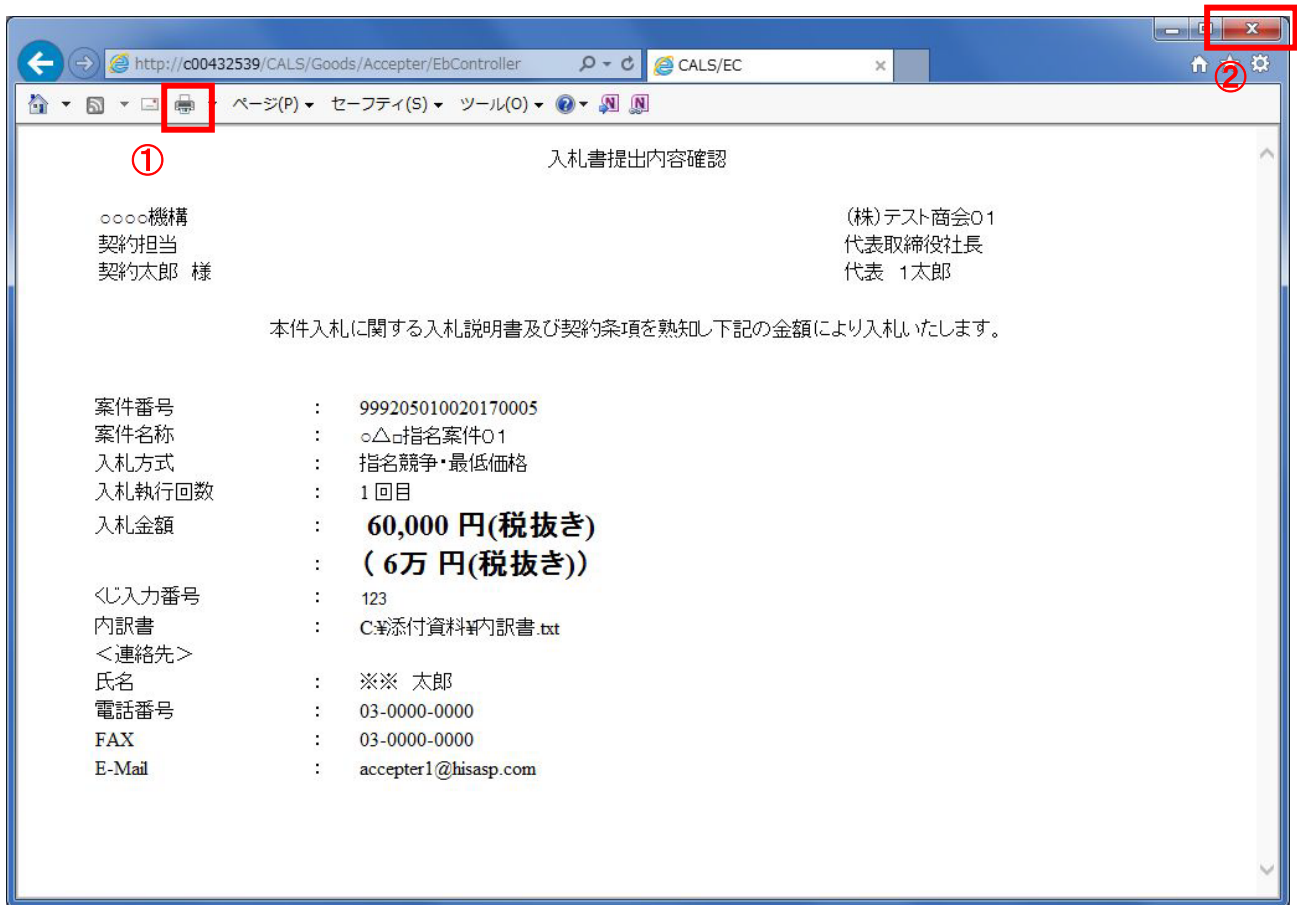 ②
http://c00432539/CALS/Goods/Accepter/EbController CALS/EC
ページ(P) セーフティ(S) ツール(O)
①
入札書提出内容確認
○○○○機構 (株)テスト商会01
契約担当 代表取締役社長
契約太郎 様 代表 1太郎
本件入札に関する入札説明書及び契約条項を熟知し下記の金額により入札いたします。
案件番号 : 999205010020170005
案件名称 : ○△□指名案件01
入札方式 : 指名競争・最低価格
入札執行回数 : 1回目
入札金額 : 60,000 円(税抜き)
: ( 6万 円(税抜き))
くじ入力番号 : 123
内訳書 : C:¥添付資料¥内訳書.txt
<連絡先>
氏名 : ※※ 太郎
電話番号 : 03-0000-0000
FAX : 03-0000-0000
E-Mail : accepter1@hisasp.com